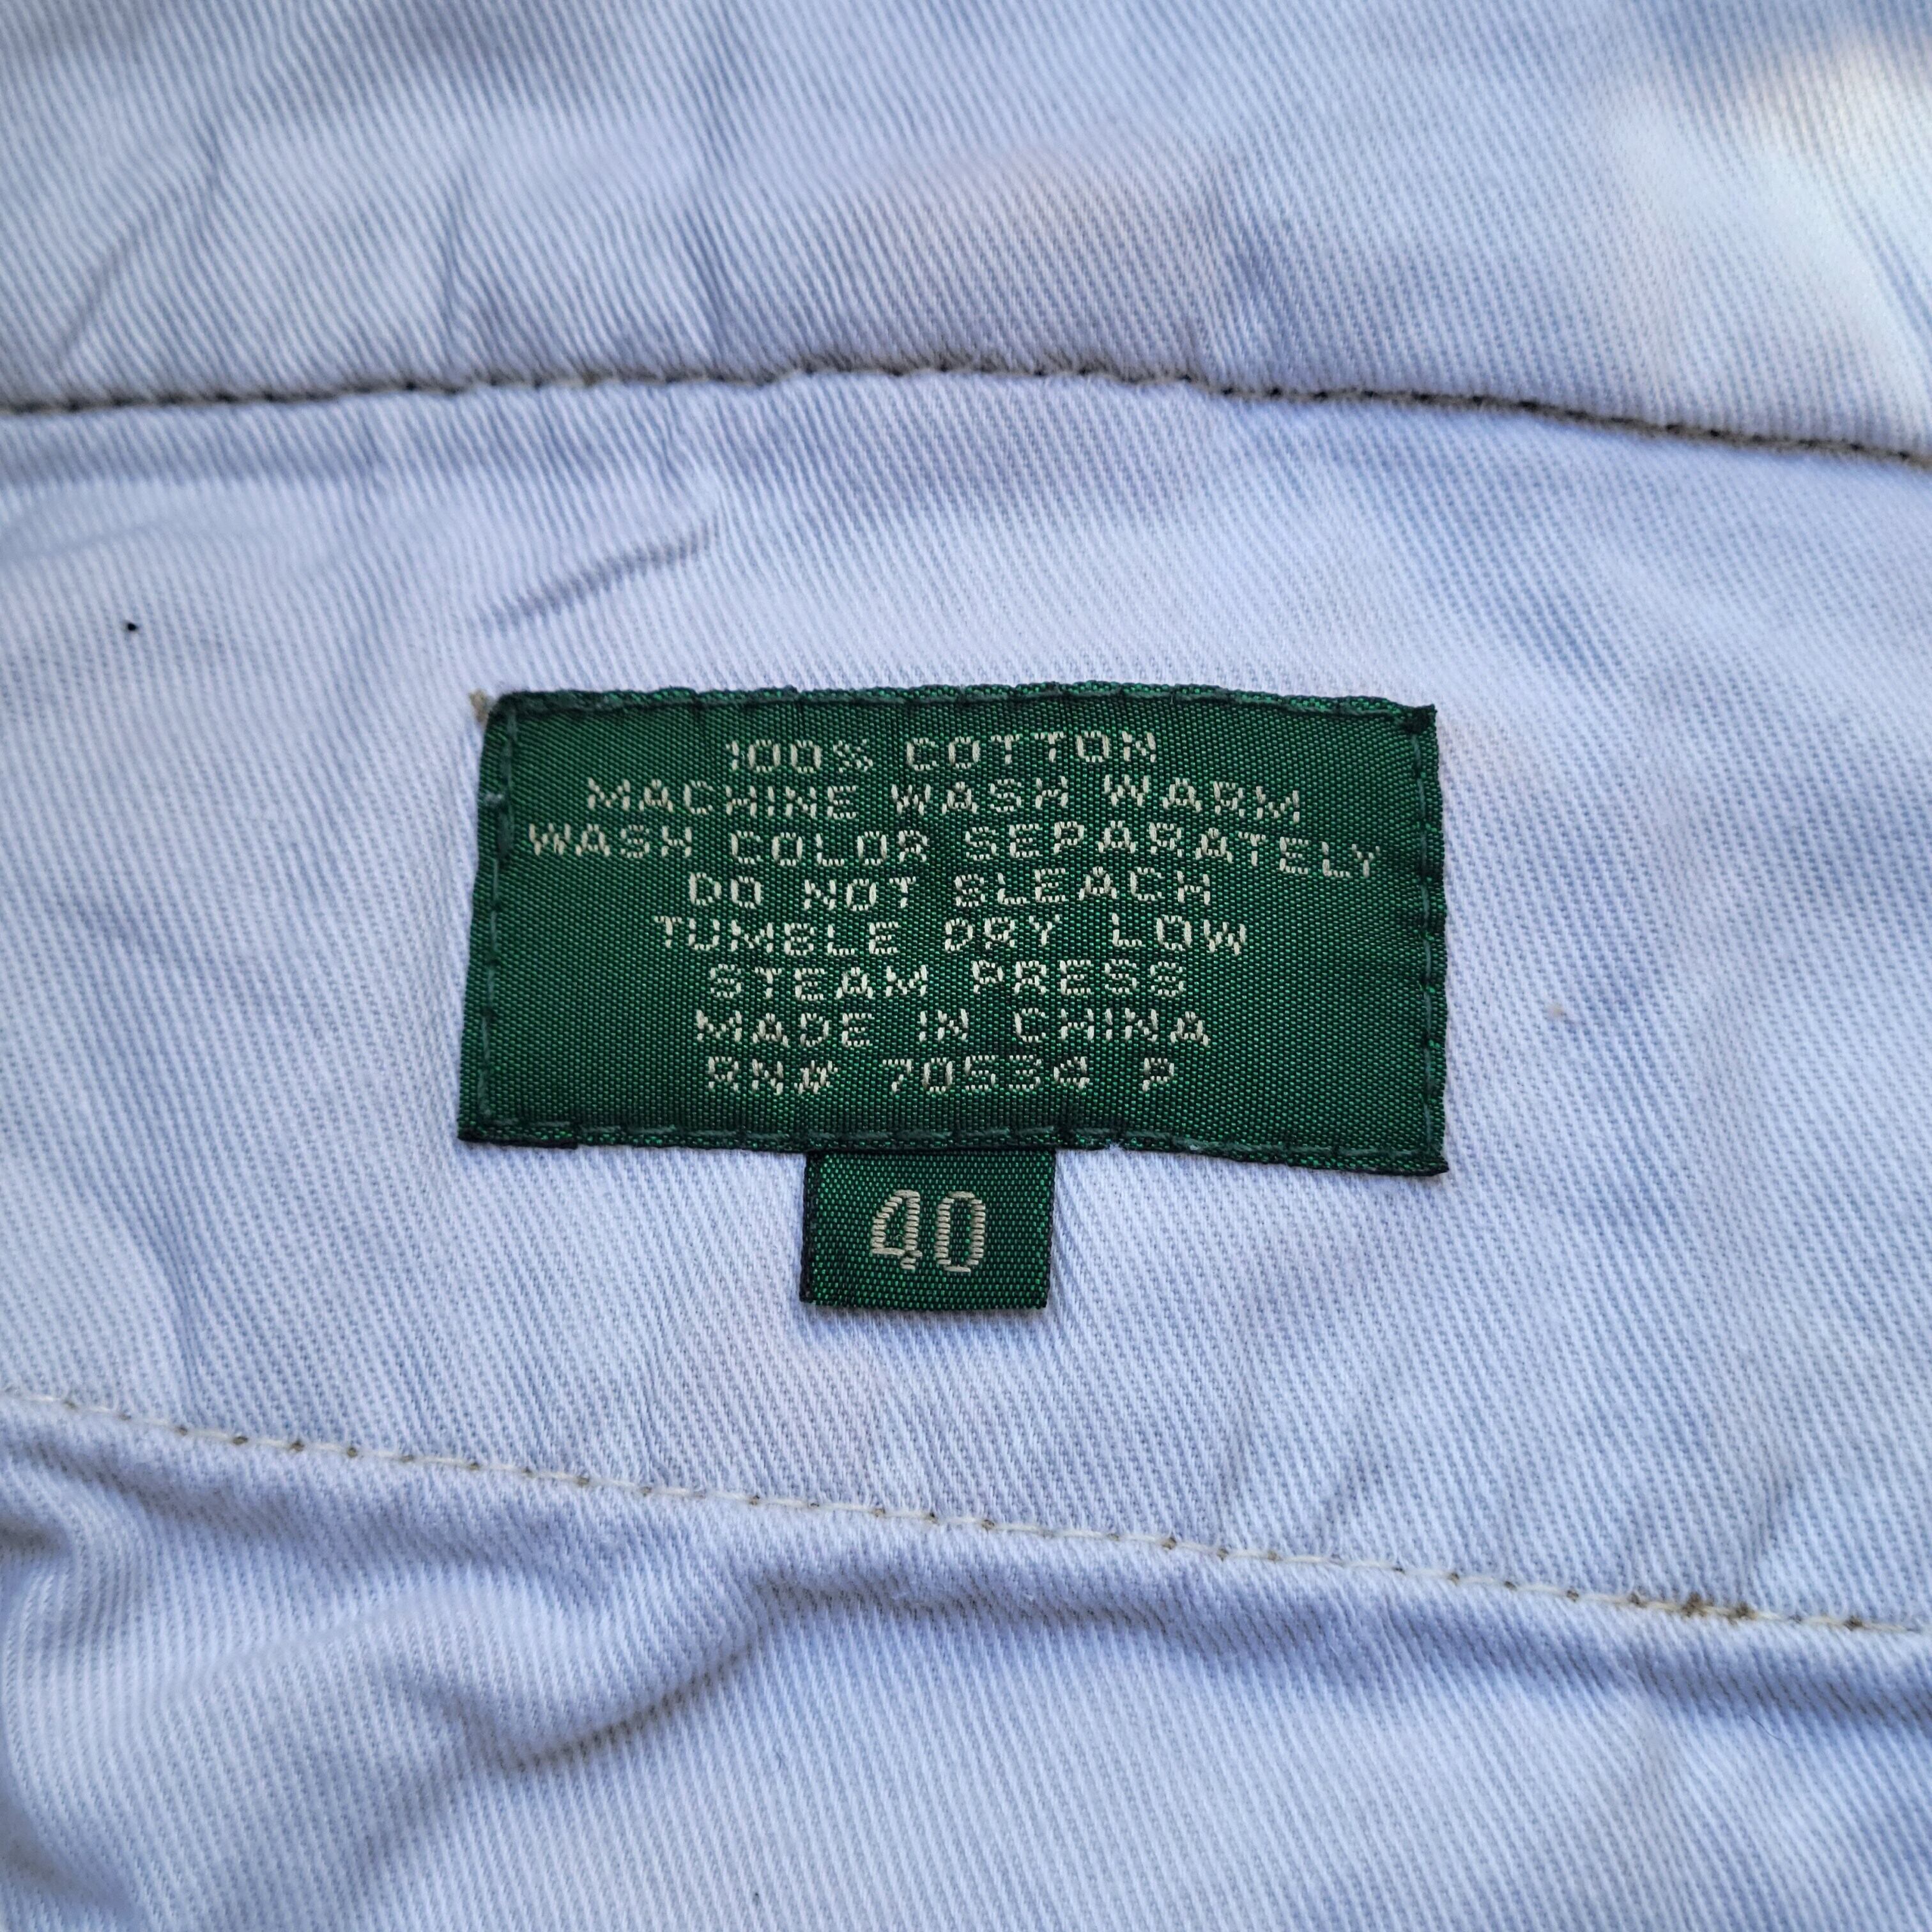 100% COTTON
MACHINE WASH WARM
WASH COLOR SEPARATELY
DO NOT BLEACH
TUMBLE DRY LOW
STEAM PRESS
MADE IN CHINA
RN# 70534 P
40